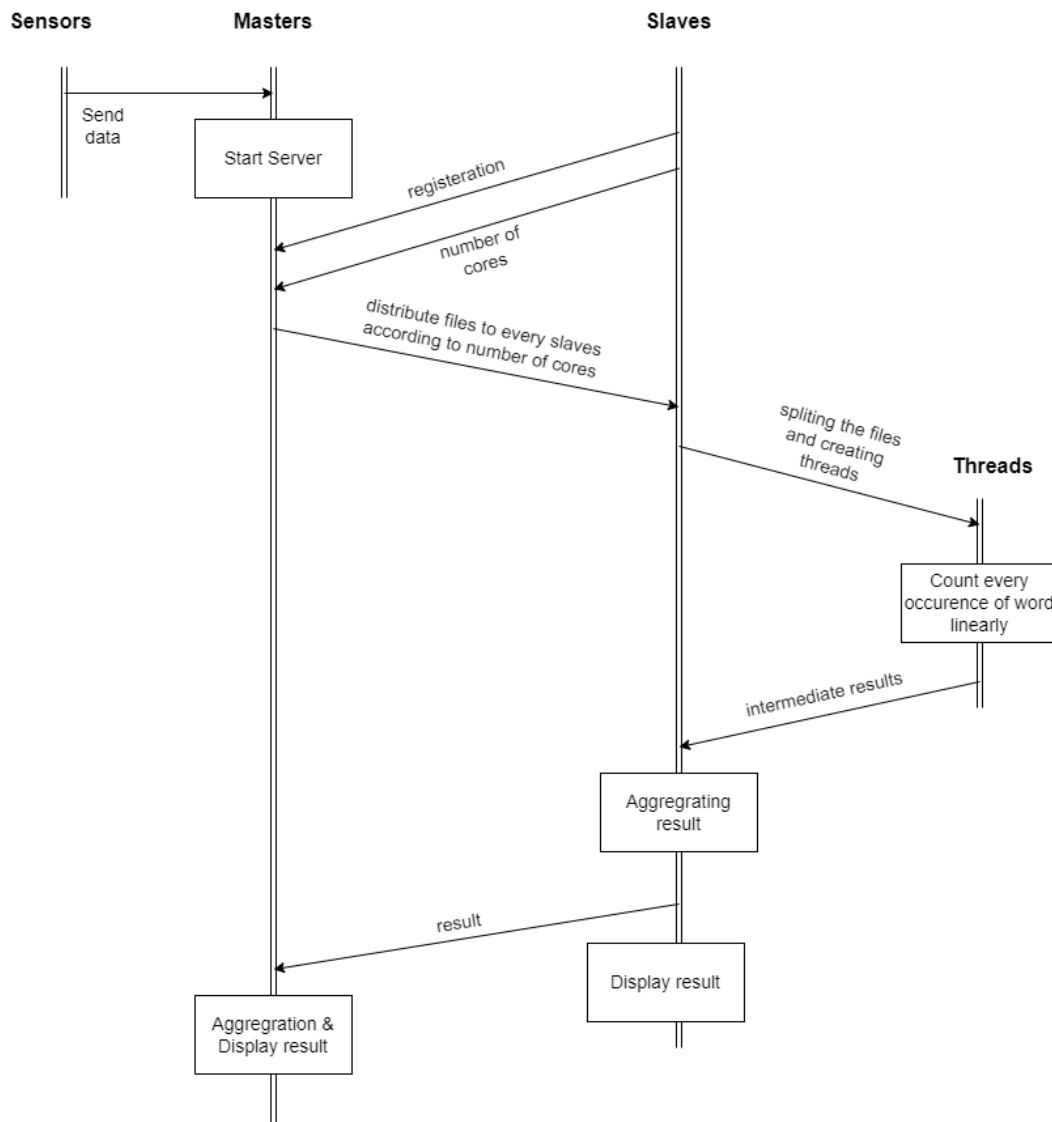 Sensors
Masters
Slaves
Send
data
Start Server
registeration
number of
cores
distribute files to every slaves
according to number of cores
spliting the files
and creating
threads
Threads
Count every
occurence of word
linearly
intermediate results
Aggregrating
result
result
Display result
Aggregration &
Display result